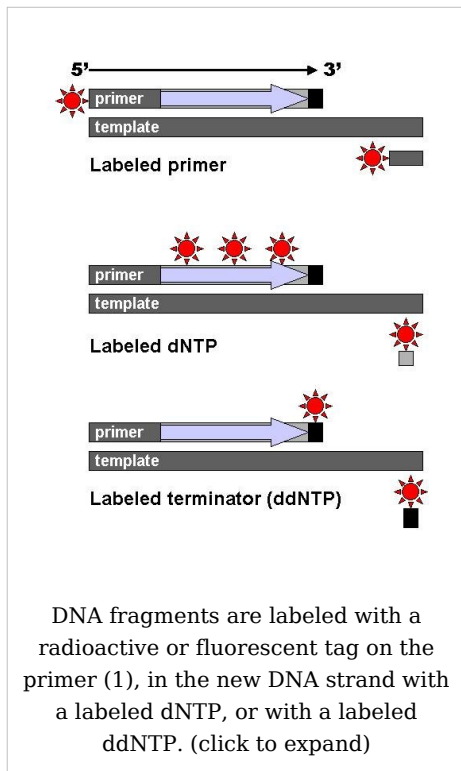 5’ 3’
primer
template
Labeled primer
primer
template
Labeled dNTP
primer
template
Labeled terminator (ddNTP)
DNA fragments are labeled with a
radioactive or fluorescent tag on the
primer (1), in the new DNA strand with
a labeled dNTP, or with a labeled
ddNTP. (click to expand)